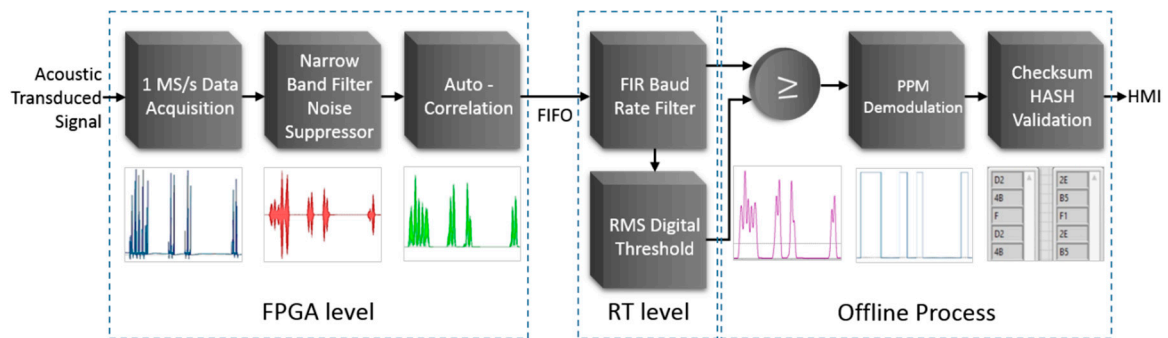 Acoustic
Transduced
Signal
1 MS/s Data
Acquisition
Narrow
Band Filter
Noise
Suppressor
Auto -
Correlation
FIFO
FIR Baud
Rate Filter
RMS Digital
Threshold
≥
PPM
Demodulation
Checksum
HASH
Validation
HMI
D2
4B
F
D2
4B
2E
B5
F1
2E
B5
FPGA level
RT level
Offline Process